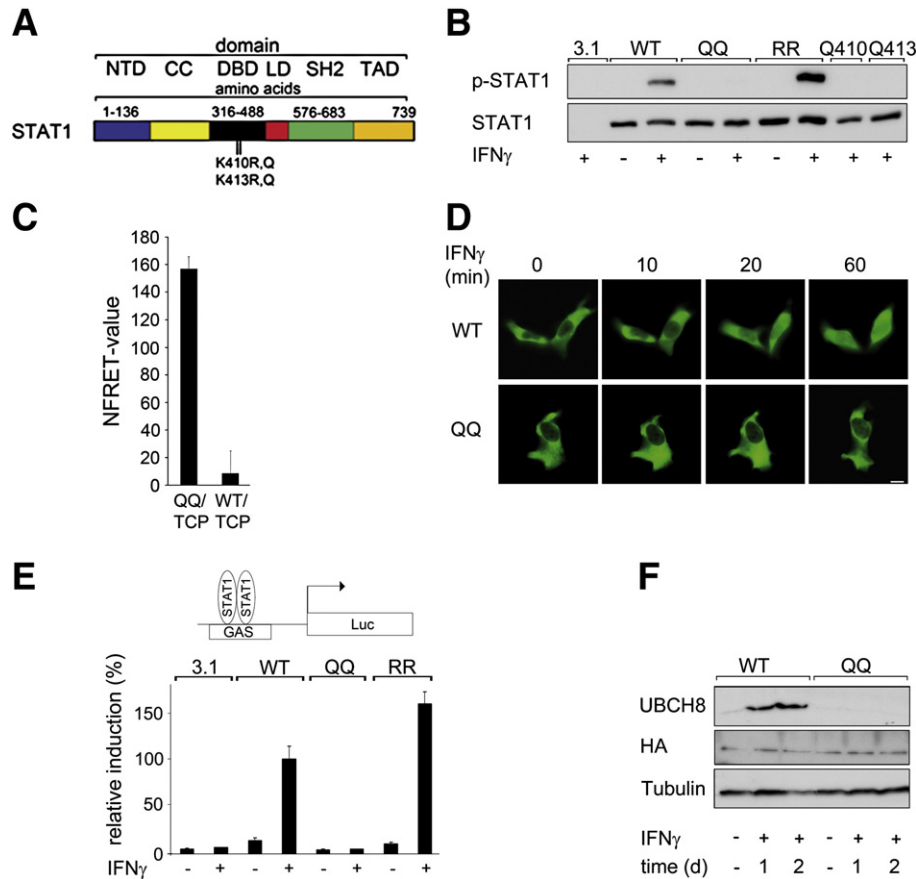 A
domain
NTD CC DBD LD SH2 TAD
amino acids
1-136 316-488 576-683 739
STAT1
K410R,Q
K413R,Q
B
3.1 WT QQ RR Q410 Q413
p-STAT1
STAT1
IFNγ + - + - + - + + +
C
NFRET-value
180
160
140
120
100
80
60
40
20
0
QQ/ WT/
TCP TCP
D
IFNγ
(min) 0 10 20 60
WT
QQ
E
STAT1 STAT1
GAS Luc
relative induction (%)
3.1 WT QQ RR
150
100
50
0
IFNγ - + - + - + - +
F
WT QQ
UBCH8
HA
Tubulin
IFNγ - + + - + +
time (d) - 1 2 - 1 2